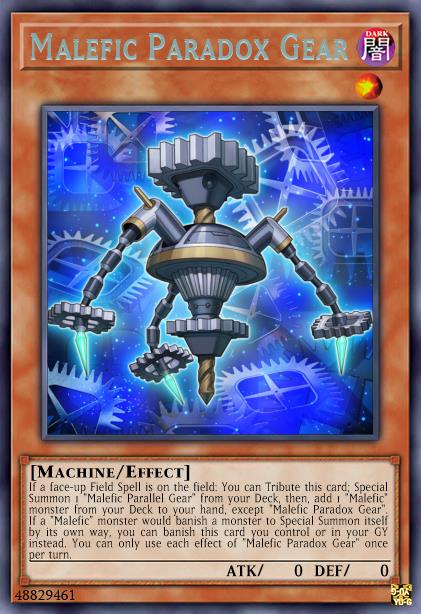 MALEFIC PARADOX GEAR
DARK
闇
[MACHINE/EFFECT]
If a face-up Field Spell is on the field: You can Tribute this card; Special
Summon 1 "Malefic Parallel Gear" from your Deck, then, add 1 "Malefic"
monster from your Deck to your hand, except "Malefic Paradox Gear".
If a "Malefic" monster would banish a monster to Special Summon itself
by its own way, you can banish this card you control or in your GY
instead. You can only use each effect of "Malefic Paradox Gear" once
per turn.
ATK/ 0 DEF/ 0
48829461